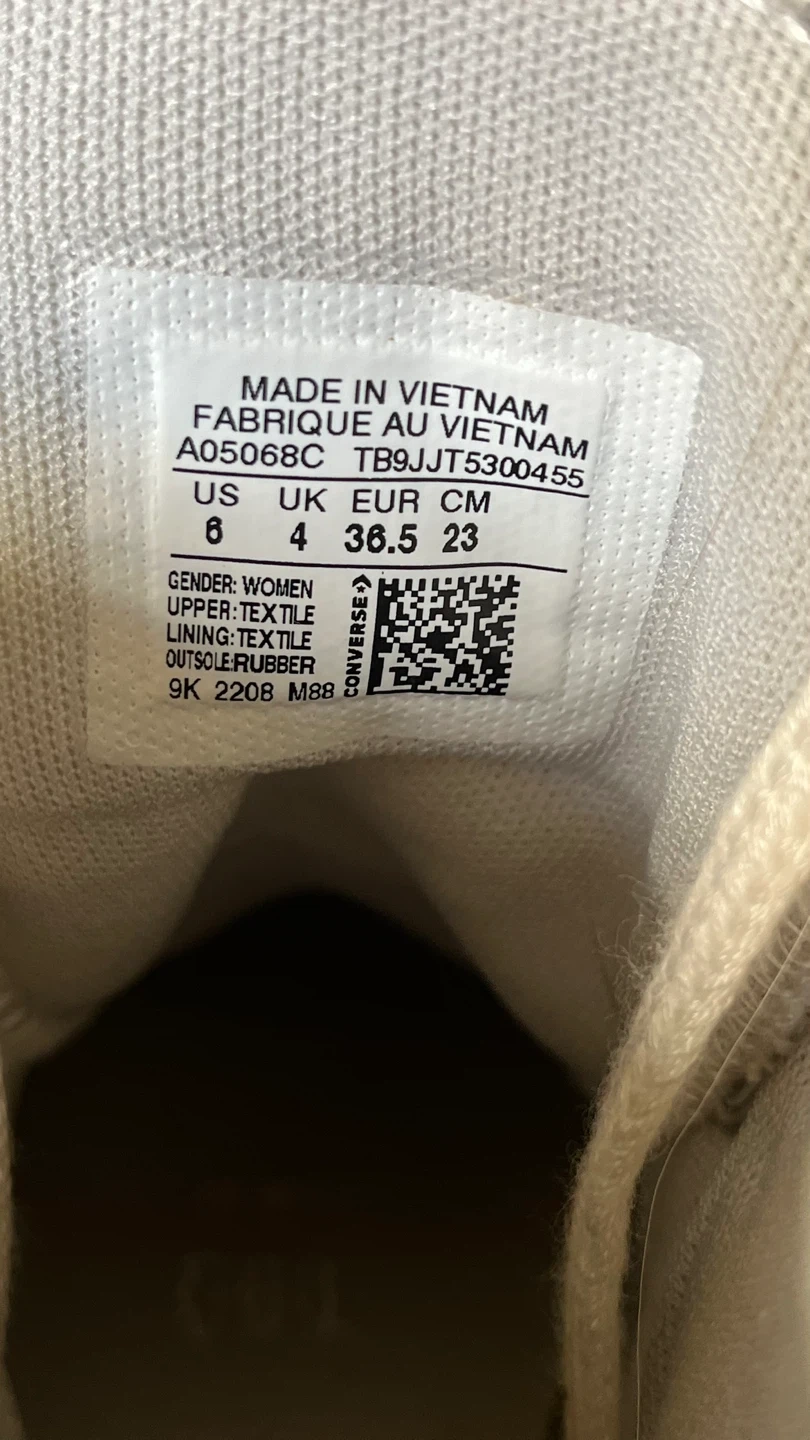 MADE IN VIETNAM
FABRIQUE AU VIETNAM
A05068C TB9JJT5300455
US UK EUR CM
6 4 36.5 23
GENDER: WOMEN
UPPER:TEXTILE
LINING:TEXTILE
OUTSOLE:RUBBER
9K 2208 M88
CONVERSE